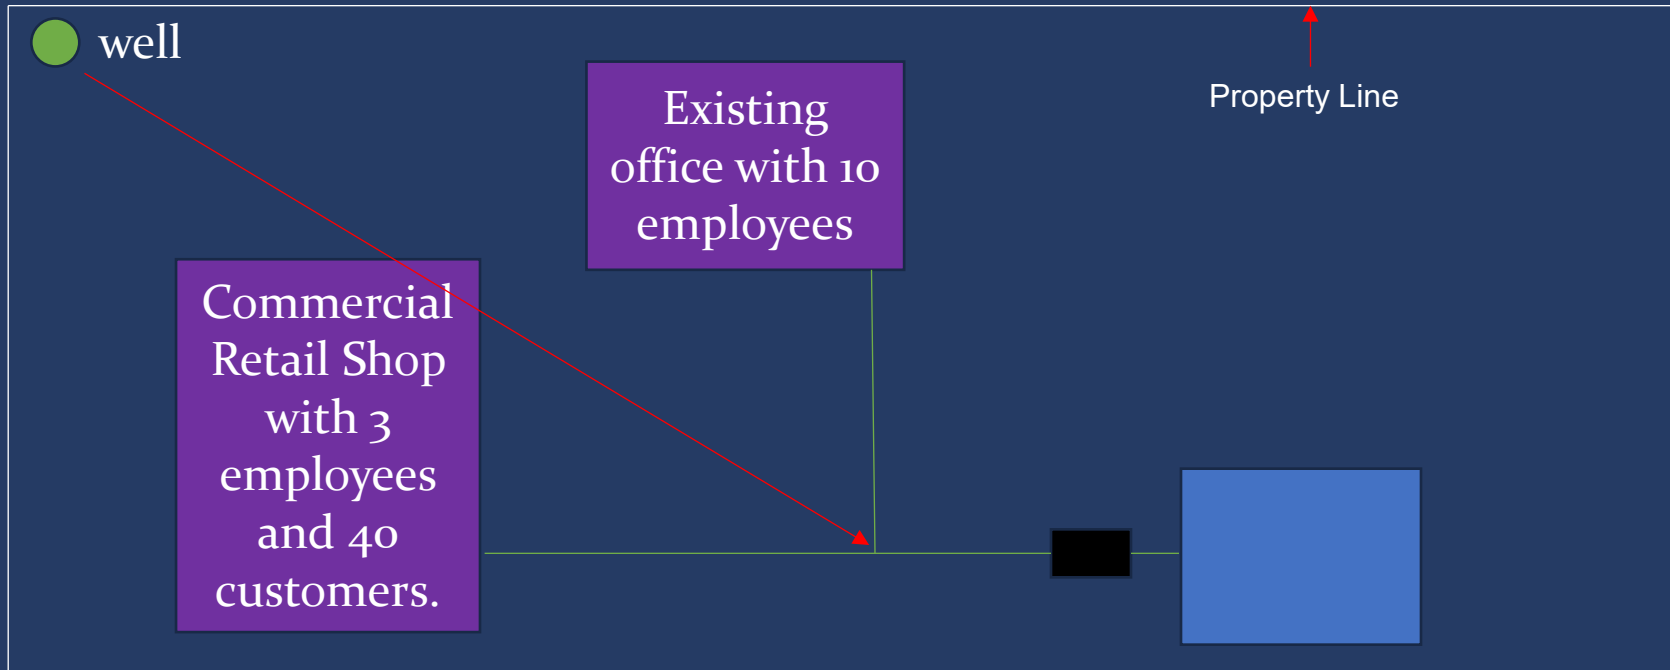 well
Existing
office with 10
employees
Property Line
Commercial
Retail Shop
with 3
employees
and 40
customers.